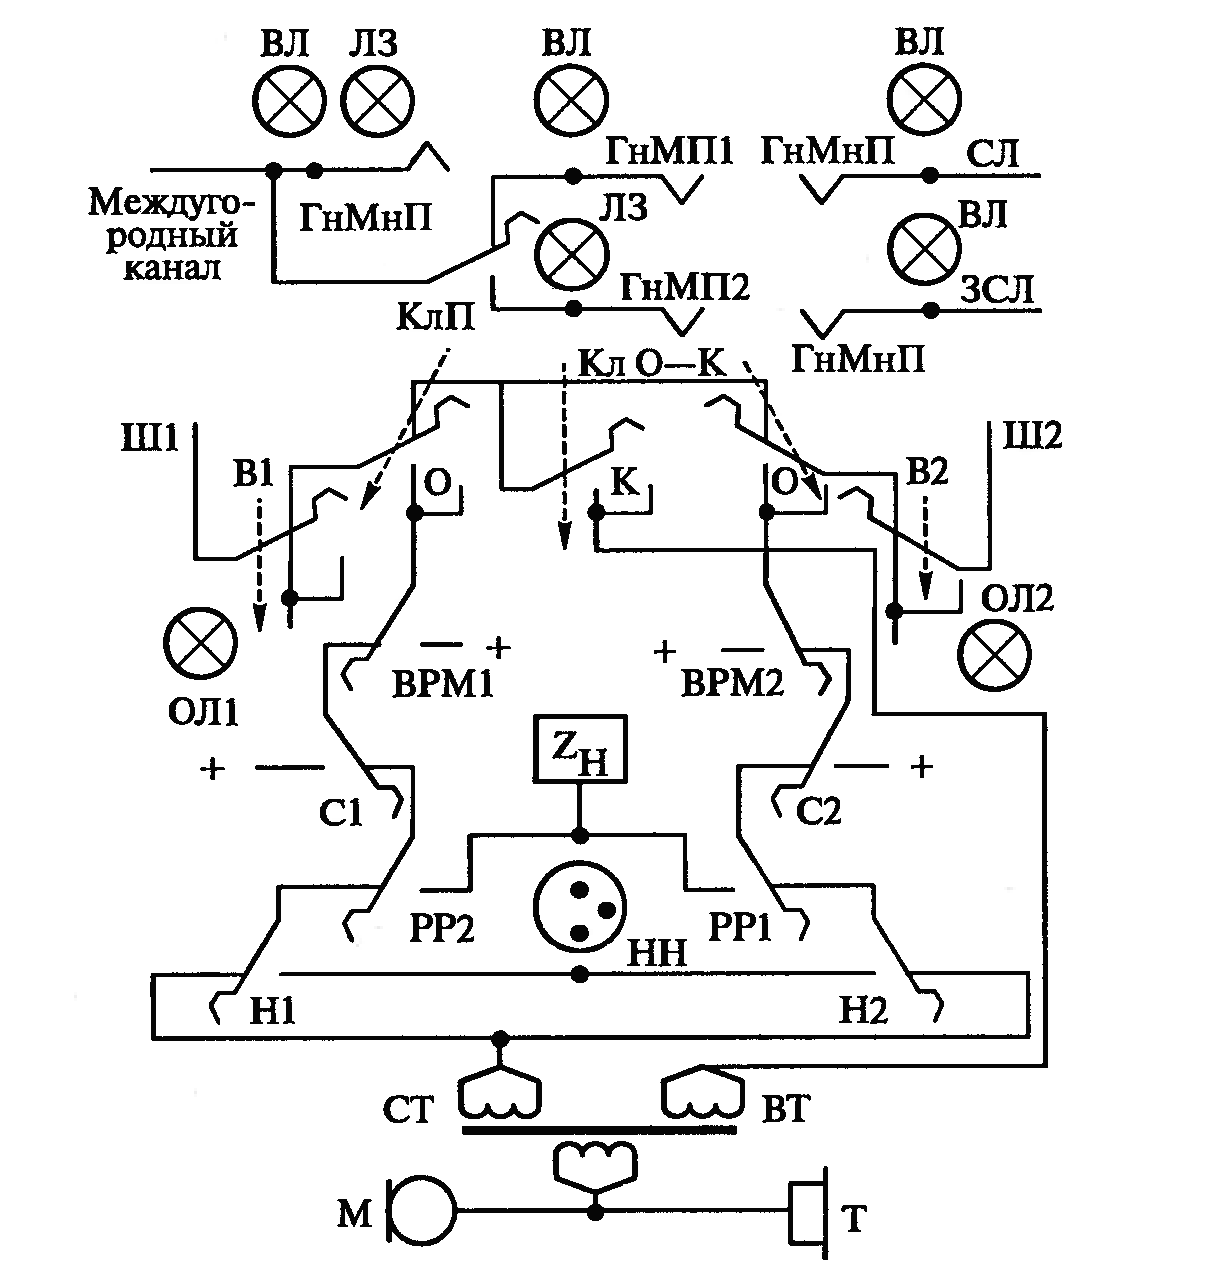 ВЛ ЛЗ ВЛ ВЛ
ГнМП1 ГнМнП СЛ
Междуго-
родный
канал
ГнМнП
ЛЗ
ВЛ
ГнМП2
ЗСЛ
КлП
Кл О—К
ГнМнП
Ш1
В1
О
К
О
В2
Ш2
ОЛ1
– +
ВРМ1
+ –
ВРМ2
ОЛ2
+ –
С1
ZН
С2
– +
РР2
НН
РР1
Н1
Н2
СТ
ВТ
М
Т